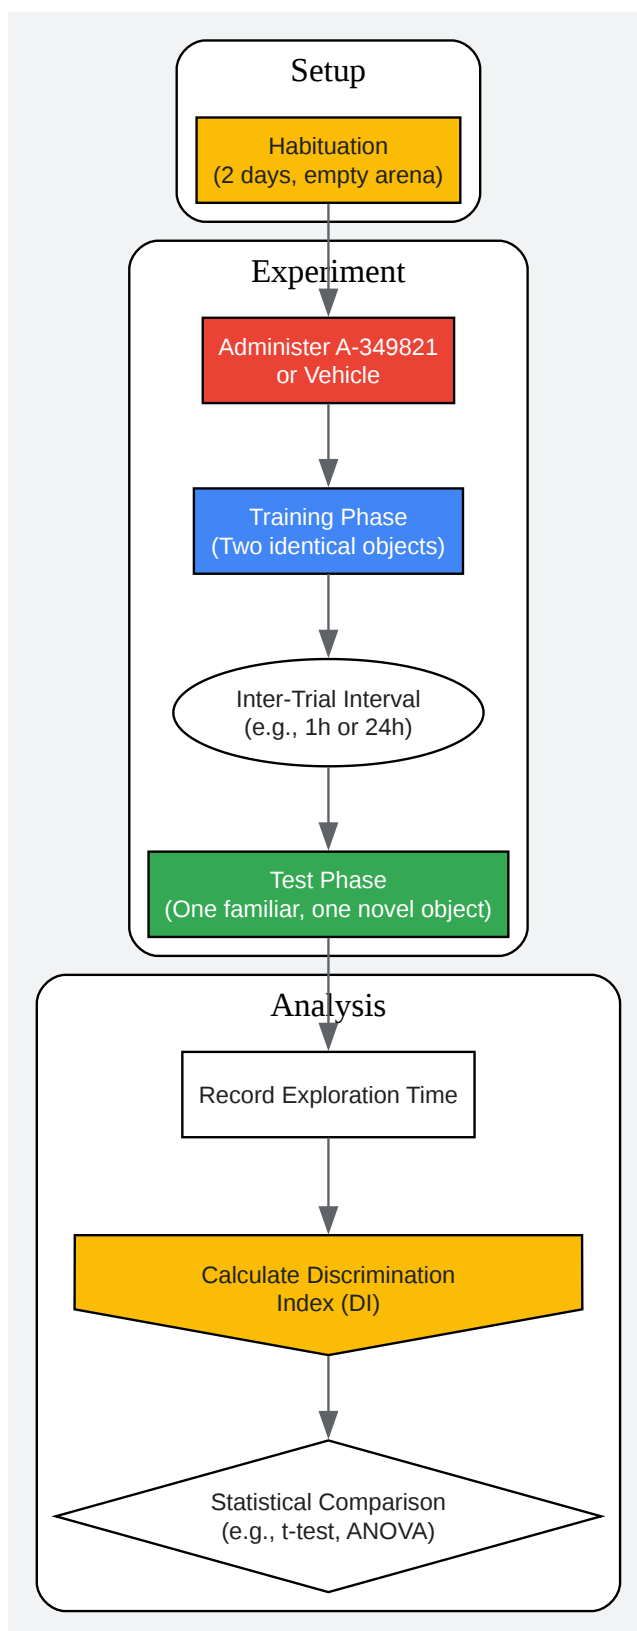 Setup
Habituation
(2 days, empty arena)
Experiment
Administer A-349821
or Vehicle
Training Phase
(Two identical objects)
Inter-Trial Interval
(e.g., 1h or 24h)
Test Phase
(One familiar, one novel object)
Analysis
Record Exploration Time
Calculate Discrimination
Index (DI)
Statistical Comparison
(e.g., t-test, ANOVA)